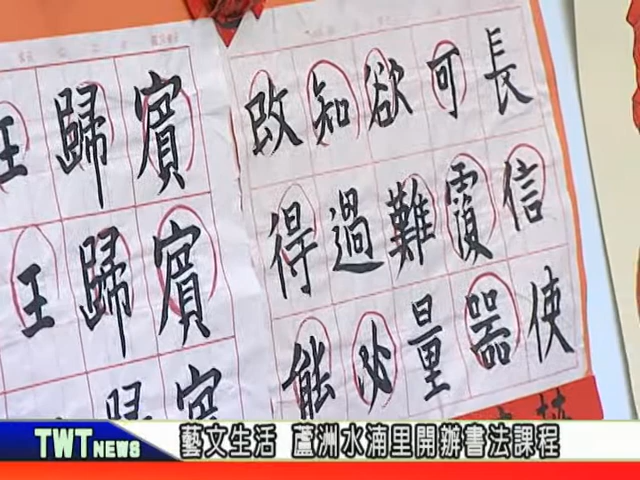 長信使
可覆器
欲難量
知過必
改得能
賓賓
歸歸
王王
TWT NEWS 藝文生活 蘆洲水湳里開辦書法課程